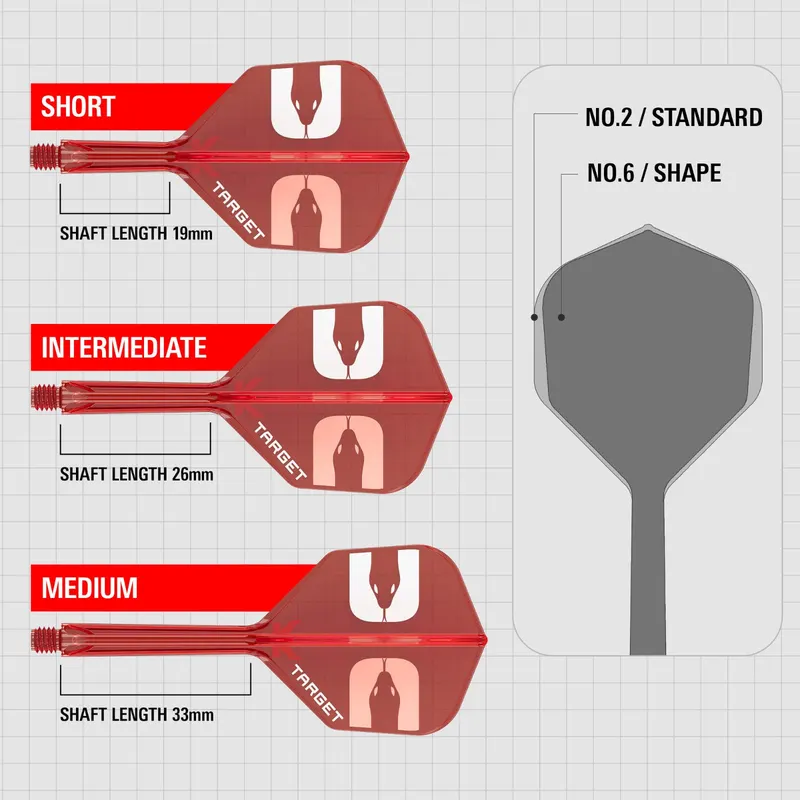 SHORT
TARGET
SHAFT LENGTH 19mm
INTERMEDIATE
TARGET
SHAFT LENGTH 26mm
MEDIUM
TARGET
SHAFT LENGTH 33mm
NO.2 / STANDARD
NO.6 / SHAPE